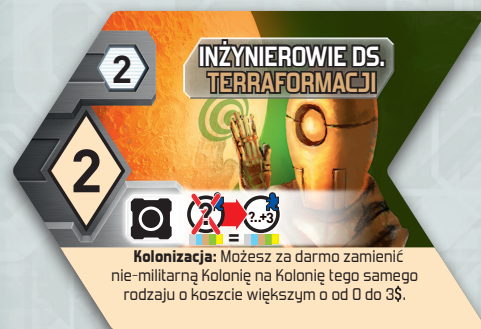 2
INŻYNIEROWIE DS.
TERRAFORMACJI
2
? ?..+3
=
Kolonizacja: Możesz za darmo zamienić
nie-militarną Kolonię na Kolonię tego samego
rodzaju o koszcie większym o od 0 do 3$.